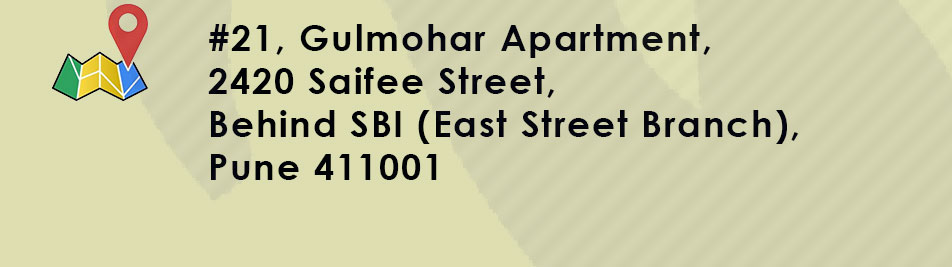 #21, Gulmohar Apartment,
2420 Saifee Street,
Behind SBI (East Street Branch),
Pune 411001